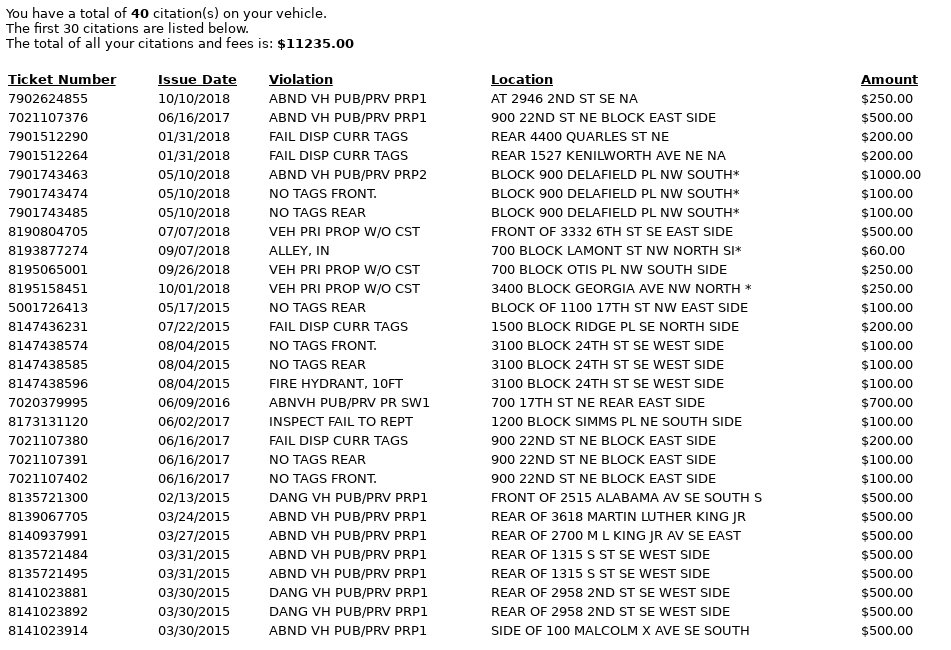 You have a total of 40 citation(s) on your vehicle.
The first 30 citations are listed below.
The total of all your citations and fees is: $11235.00
Ticket Number Issue Date Violation Location Amount
7902624855 10/10/2018 ABND VH PUB/PRV PRP1 AT 2946 2ND ST SE NA $250.00
7021107376 06/16/2017 ABND VH PUB/PRV PRP1 900 22ND ST NE BLOCK EAST SIDE $500.00
7901512290 01/31/2018 FAIL DISP CURR TAGS REAR 4400 QUARLES ST NE $200.00
7901512264 01/31/2018 FAIL DISP CURR TAGS REAR 1527 KENILWORTH AVE NE NA $200.00
7901743463 05/10/2018 ABND VH PUB/PRV PRP2 BLOCK 900 DELAFIELD PL NW SOUTH* $1000.00
7901743474 05/10/2018 NO TAGS FRONT. BLOCK 900 DELAFIELD PL NW SOUTH* $100.00
7901743485 05/10/2018 NO TAGS REAR BLOCK 900 DELAFIELD PL NW SOUTH* $100.00
8190804705 07/07/2018 VEH PRI PROP W/O CST FRONT OF 3332 6TH ST SE EAST SIDE $500.00
8193877274 09/07/2018 ALLEY, IN 700 BLOCK LAMONT ST NW NORTH SI* $60.00
8195065001 09/26/2018 VEH PRI PROP W/O CST 700 BLOCK OTIS PL NW SOUTH SIDE $250.00
8195158451 10/01/2018 VEH PRI PROP W/O CST 3400 BLOCK GEORGIA AVE NW NORTH * $250.00
5001726413 05/17/2015 NO TAGS REAR BLOCK OF 1100 17TH ST NW EAST SIDE $100.00
8147436231 07/22/2015 FAIL DISP CURR TAGS 1500 BLOCK RIDGE PL SE NORTH SIDE $200.00
8147438574 08/04/2015 NO TAGS FRONT. 3100 BLOCK 24TH ST SE WEST SIDE $100.00
8147438585 08/04/2015 NO TAGS REAR 3100 BLOCK 24TH ST SE WEST SIDE $100.00
8147438596 08/04/2015 FIRE HYDRANT, 10FT 3100 BLOCK 24TH ST SE WEST SIDE $100.00
7020379995 06/09/2016 ABNVH PUB/PRV PR SW1 700 17TH ST NE REAR EAST SIDE $700.00
8173131120 06/02/2017 INSPECT FAIL TO REPT 1200 BLOCK SIMMS PL NE SOUTH SIDE $100.00
7021107380 06/16/2017 FAIL DISP CURR TAGS 900 22ND ST NE BLOCK EAST SIDE $200.00
7021107391 06/16/2017 NO TAGS REAR 900 22ND ST NE BLOCK EAST SIDE $100.00
7021107402 06/16/2017 NO TAGS FRONT. 900 22ND ST NE BLOCK EAST SIDE $100.00
8135721300 02/13/2015 DANG VH PUB/PRV PRP1 FRONT OF 2515 ALABAMA AV SE SOUTH S $500.00
8139067705 03/24/2015 ABND VH PUB/PRV PRP1 REAR OF 3618 MARTIN LUTHER KING JR $500.00
8140937991 03/27/2015 ABND VH PUB/PRV PRP1 REAR OF 2700 M L KING JR AV SE EAST $500.00
8135721484 03/31/2015 ABND VH PUB/PRV PRP1 REAR OF 1315 S ST SE WEST SIDE $500.00
8135721495 03/31/2015 ABND VH PUB/PRV PRP1 REAR OF 1315 S ST SE WEST SIDE $500.00
8141023881 03/30/2015 DANG VH PUB/PRV PRP1 REAR OF 2958 2ND ST SE WEST SIDE $500.00
8141023892 03/30/2015 DANG VH PUB/PRV PRP1 REAR OF 2958 2ND ST SE WEST SIDE $500.00
8141023914 03/30/2015 ABND VH PUB/PRV PRP1 SIDE OF 100 MALCOLM X AVE SE SOUTH $500.00